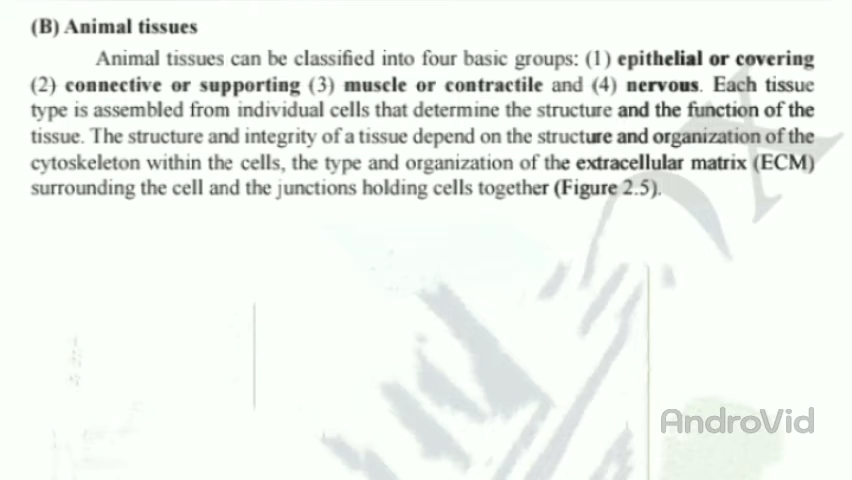 (B) Animal tissues
Animal tissues can be classified into four basic groups: (1) epithelial or covering
(2) connective or supporting (3) muscle or contractile and (4) nervous. Each tissue
type is assembled from individual cells that determine the structure and the function of the
tissue. The structure and integrity of a tissue depend on the structure and organization of the
cytoskeleton within the cells, the type and organization of the extracellular matrix (ECM)
surrounding the cell and the junctions holding cells together (Figure 2.5).
AndroVid